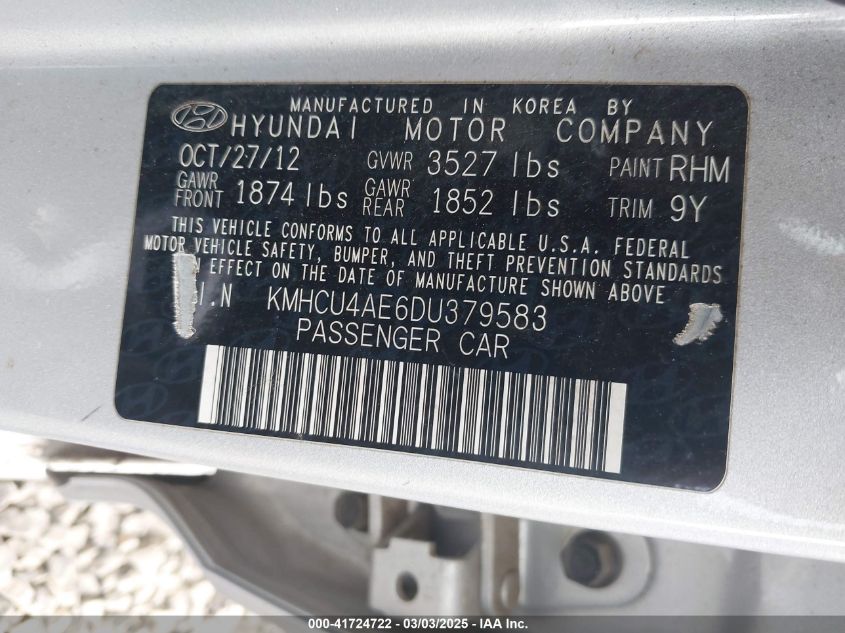 MANUFACTURED IN KOREA BY
HYUNDAI MOTOR COMPANY
OCT/27/12 GVWR 3527 lbs PAINT RHM
GAWR FRONT 1874 lbs GAWR REAR 1852 lbs TRIM 9Y
THIS VEHICLE CONFORMS TO ALL APPLICABLE U.S.A. FEDERAL
MOTOR VEHICLE SAFETY, BUMPER, AND THEFT PREVENTION STANDARDS
N EFFECT ON THE DATE OF MANUFACTURE SHOWN ABOVE
I.N KMHCU4AE6DU379583
PASSENGER CAR
000-41724722 - 03/03/2025 - IAA Inc.